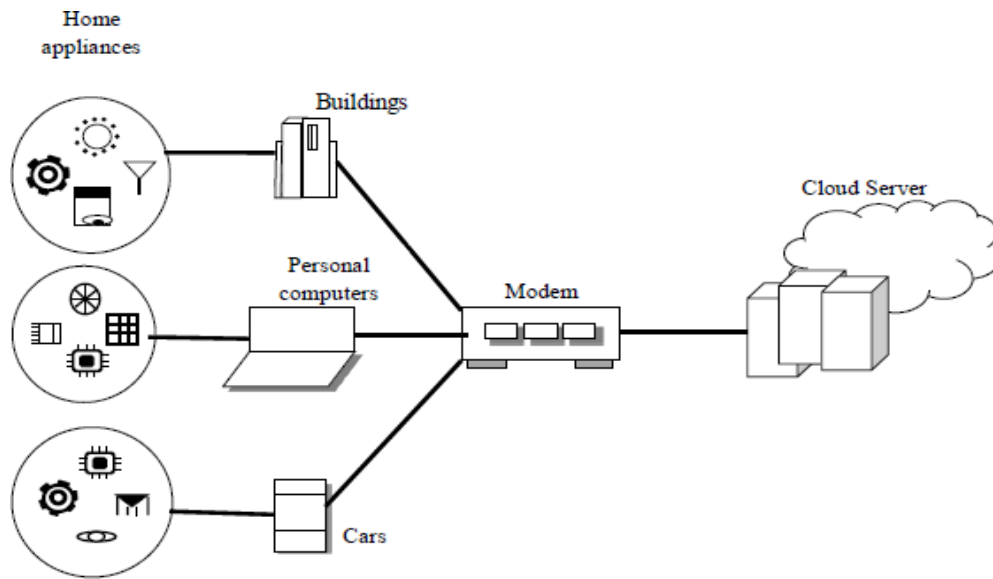 Home
appliances
Buildings
Cloud Server
Personal
computers
Modem
Cars